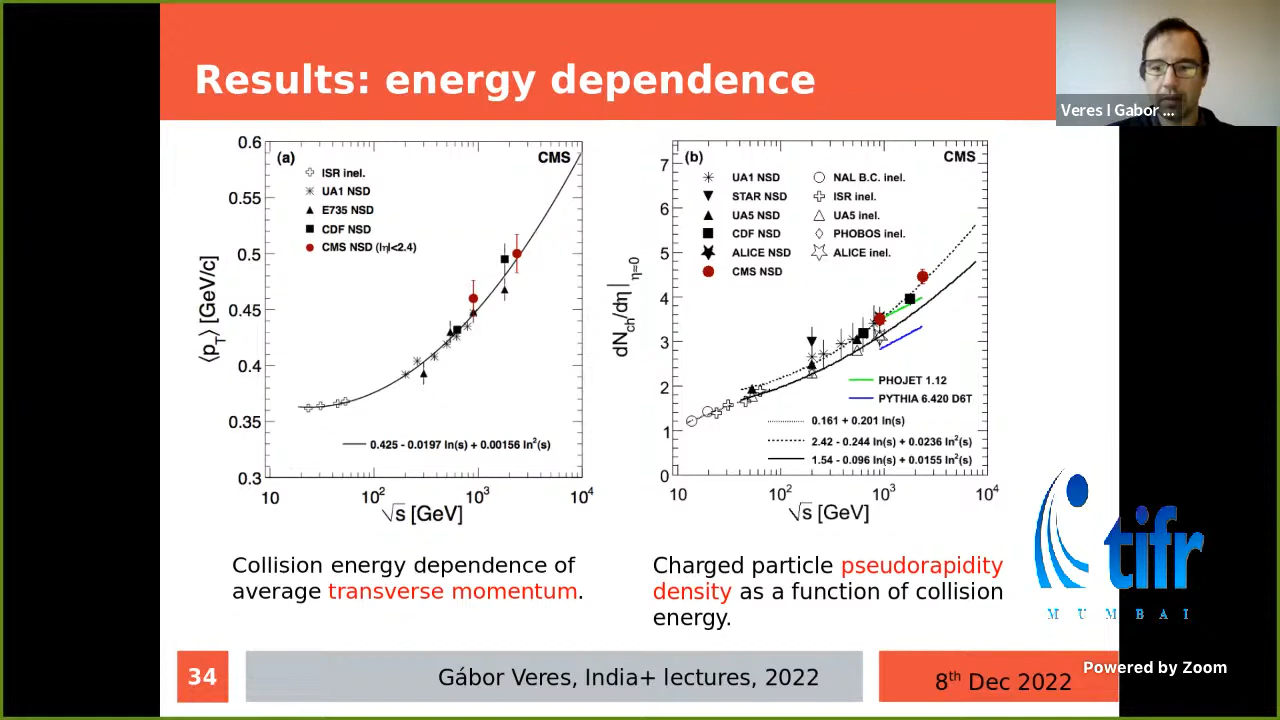 Results: energy dependence
Veres I Gabor ...
0.6
0.55
0.5
0.45
0.4
0.35
0.3
⟨p_T⟩ [GeV/c]
(a)
CMS
ISR inel.
UA1 NSD
E735 NSD
CDF NSD
CMS NSD (|η|<2.4)
0.425 - 0.0197 ln(s) + 0.00156 ln²(s)
10
10²
10³
10⁴
√s [GeV]
7
6
5
4
3
2
1
0
dN_ch/dη|_η≈0
(b)
CMS
UA1 NSD
STAR NSD
UA5 NSD
CDF NSD
ALICE NSD
CMS NSD
NAL B.C. inel.
ISR inel.
UA5 inel.
PHOBOS inel.
ALICE inel.
PHOJET 1.12
PYTHIA 6.420 D6T
0.161 + 0.201 ln(s)
2.42 - 0.244 ln(s) + 0.0236 ln²(s)
1.54 - 0.096 ln(s) + 0.0155 ln²(s)
10
10²
10³
10⁴
√s [GeV]
Collision energy dependence of
average transverse momentum.
Charged particle pseudorapidity
density as a function of collision
energy.
tifr
MUMBAI
34
Gábor Veres, India+ lectures, 2022
8th Dec 2022
Powered by Zoom